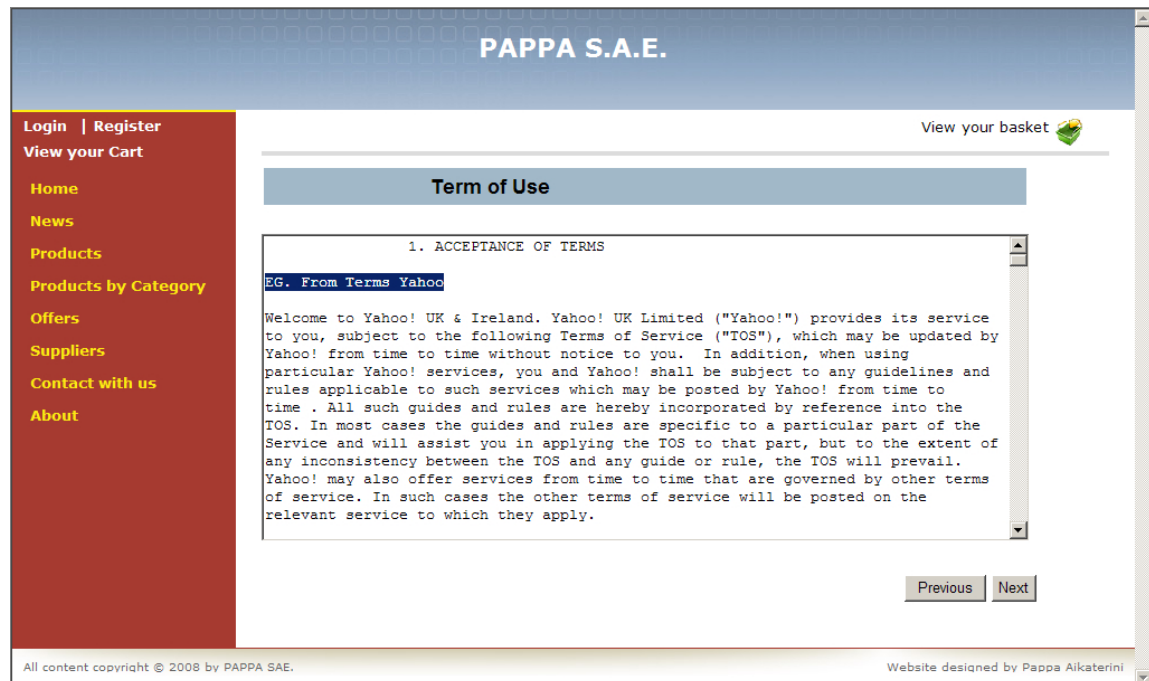 PAPPA S.A.E.
Login | Register
View your Cart
View your basket
Home
News
Products
Products by Category
Offers
Suppliers
Contact with us
About
Term of Use
1. ACCEPTANCE OF TERMS
EG. From Terms Yahoo
Welcome to Yahoo! UK & Ireland. Yahoo! UK Limited ("Yahoo!") provides its service
to you, subject to the following Terms of Service ("TOS"), which may be updated by
Yahoo! from time to time without notice to you.  In addition, when using
particular Yahoo! services, you and Yahoo! shall be subject to any guidelines and
rules applicable to such services which may be posted by Yahoo! from time to
time . All such guides and rules are hereby incorporated by reference into the
TOS. In most cases the guides and rules are specific to a particular part of the
Service and will assist you in applying the TOS to that part, but to the extent of
any inconsistency between the TOS and any guide or rule, the TOS will prevail.
Yahoo! may also offer services from time to time that are governed by other terms
of service. In such cases the other terms of service will be posted on the
relevant service to which they apply.
Previous Next
All content copyright © 2008 by PAPPA SAE.
Website designed by Pappa Aikaterini